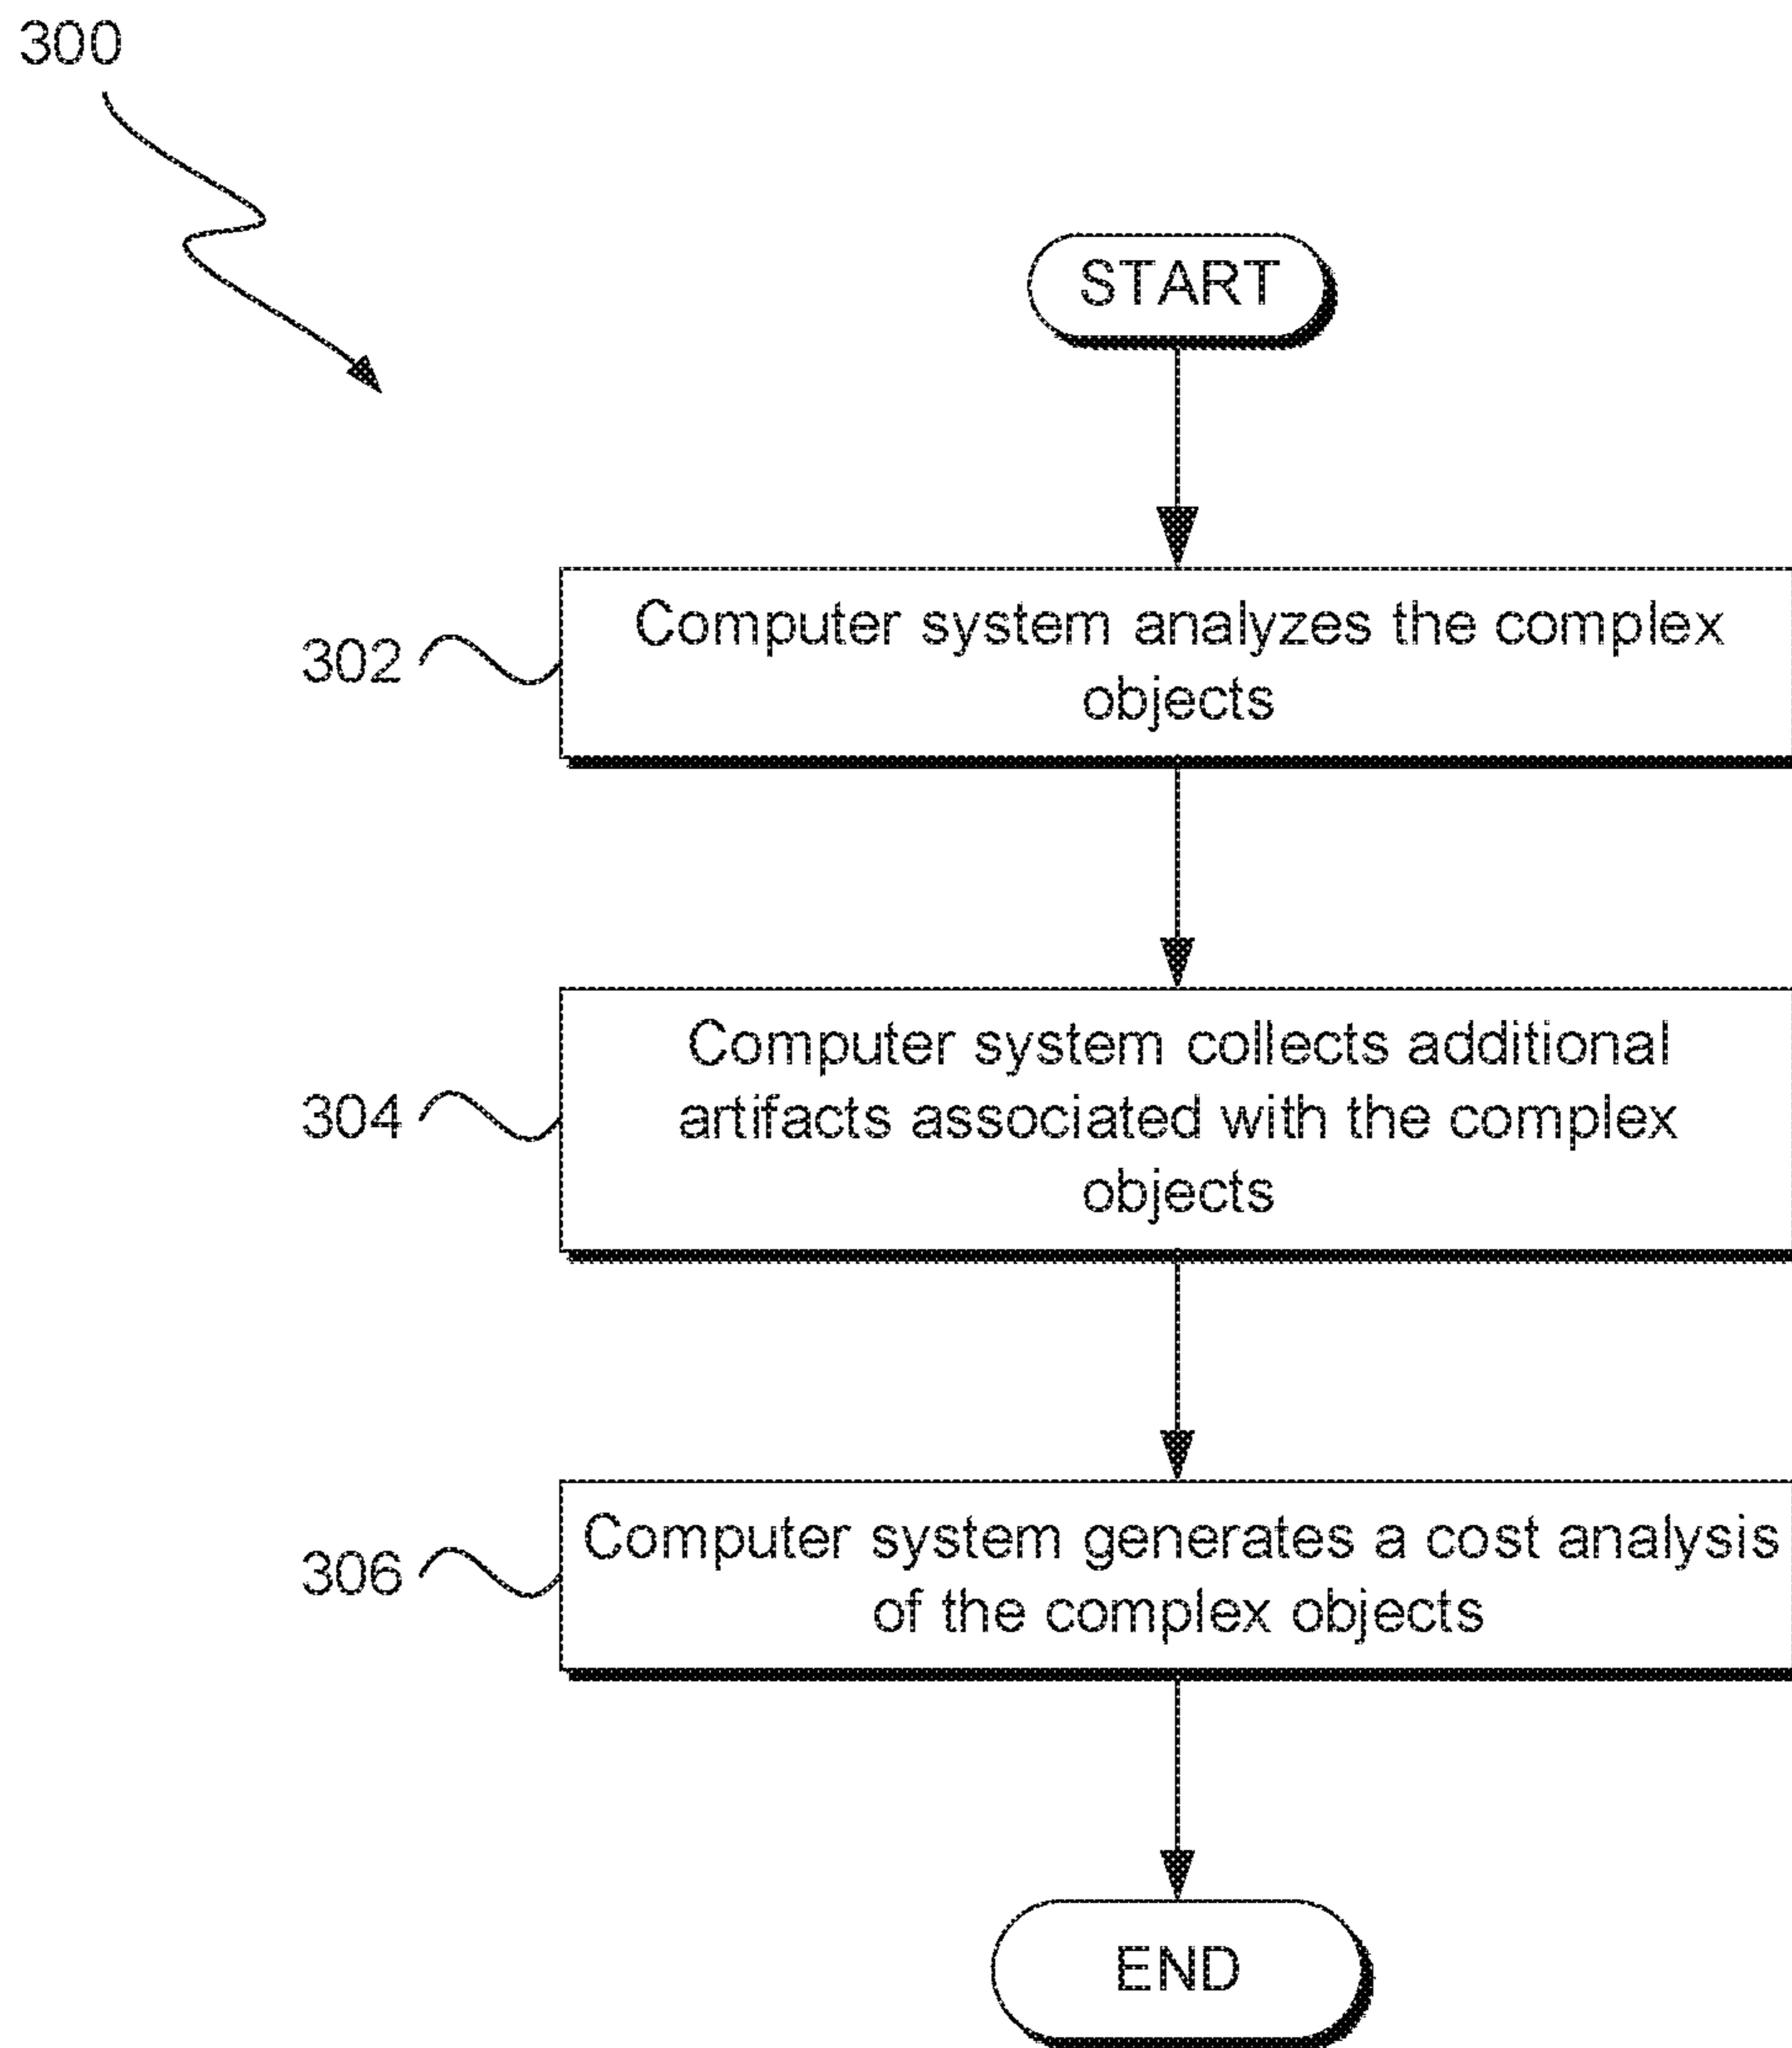 300
START
302
Computer system analyzes the complex
objects
304
Computer system collects additional
artifacts associated with the complex
objects
306
Computer system generates a cost analysis
of the complex objects
END